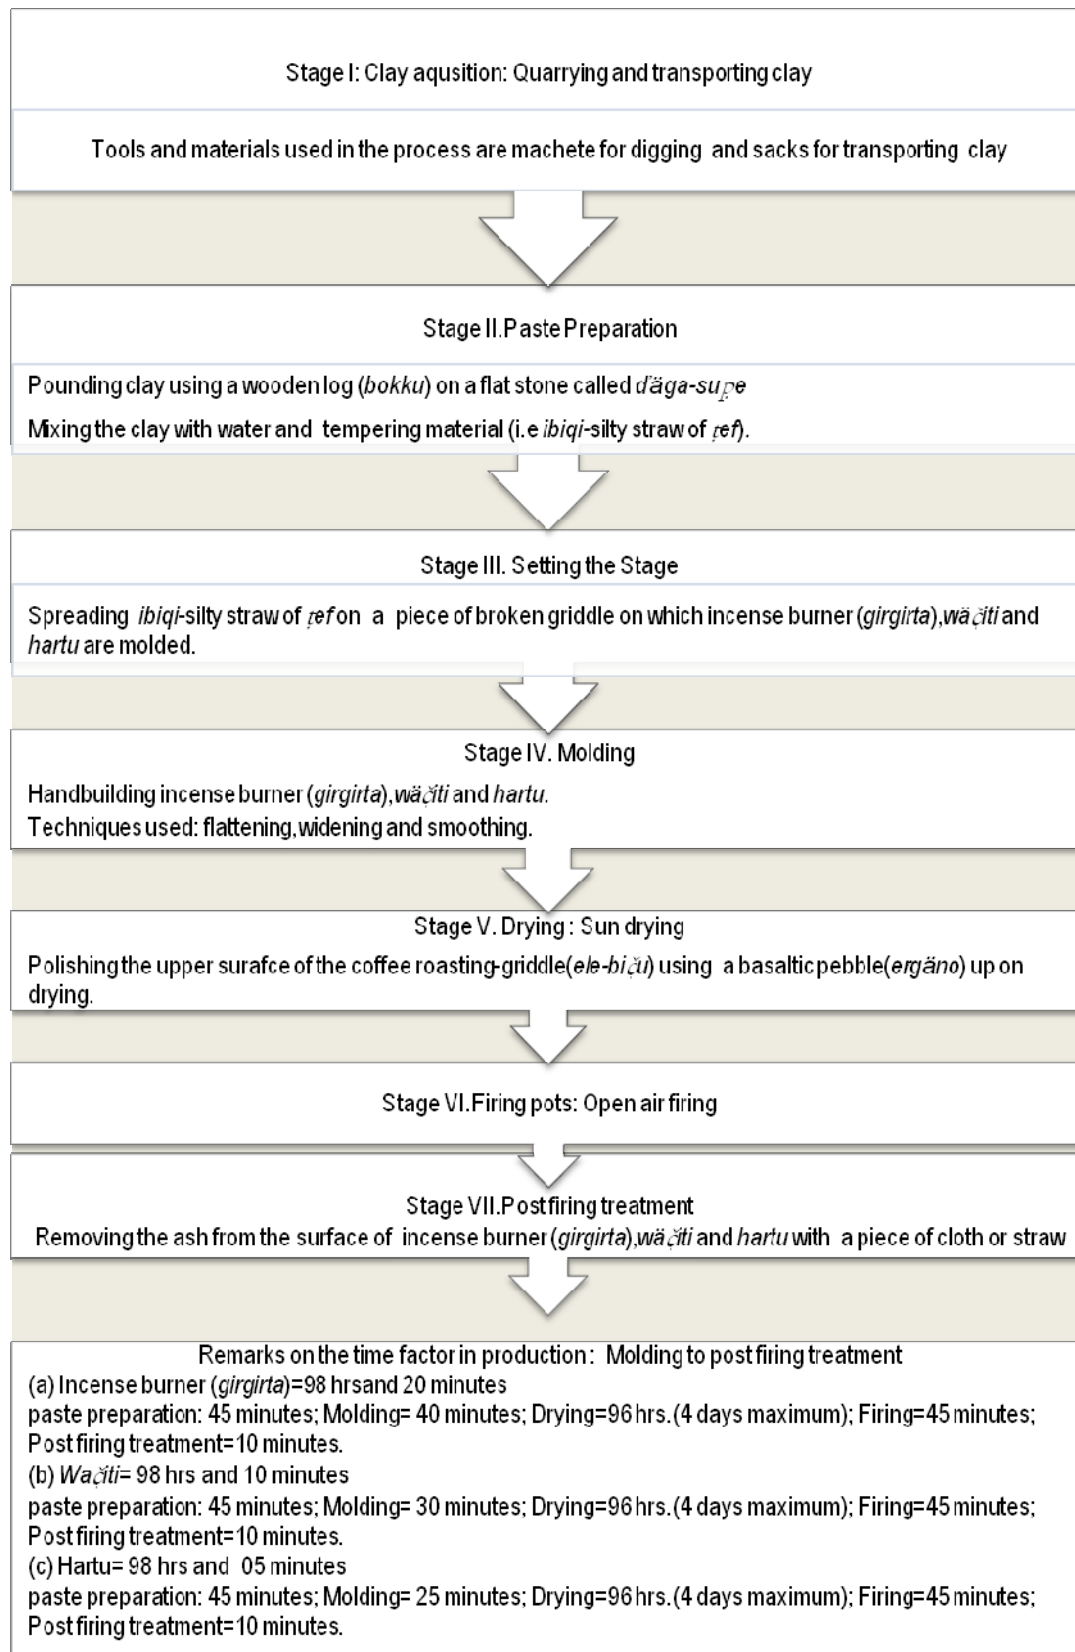 Stage I: Clay aqusition: Quarrying and transporting clay
Tools and materials used in the process are machete for digging and sacks for transporting clay
Stage II.Paste Preparation
Pounding clay using a wooden log (bokku) on a flat stone called d'äga-sup̣e
Mixing the clay with water and tempering material (i.e ibiqi-silty straw of ṭef).
Stage III. Setting the Stage
Spreading ibiqi-silty straw of ṭef on a piece of broken griddle on which incense burner (girgirta),wäč̣iti and
hartu are molded.
Stage IV. Molding
Handbuilding incense burner (girgirta),wäč̣iti and hartu.
Techniques used: flattening, widening and smoothing.
Stage V. Drying : Sun drying
Polishing the upper surafce of the coffee roasting-griddle(ele-bič̣u) using a basaltic pebble(ergäno) up on
drying.
Stage VI.Firing pots: Open air firing
Stage VII.Postfiring treatment
Removing the ash from the surface of incense burner (girgirta),wäč̣iti and hartu with a piece of cloth or straw
Remarks on the time factor in production: Molding to post firing treatment
(a) Incense burner (girgirta)=98 hrsand 20 minutes
paste preparation: 45 minutes; Molding= 40 minutes; Drying=96 hrs.(4 days maximum); Firing=45 minutes;
Post firing treatment=10 minutes.
(b) Wač̣iti= 98 hrs and 10 minutes
paste preparation: 45 minutes; Molding= 30 minutes; Drying=96 hrs.(4 days maximum); Firing=45 minutes;
Post firing treatment=10 minutes.
(c) Hartu= 98 hrs and 05 minutes
paste preparation: 45 minutes; Molding= 25 minutes; Drying=96 hrs.(4 days maximum); Firing=45 minutes;
Post firing treatment=10 minutes.